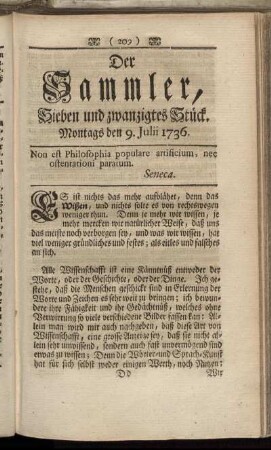 ( 209 )
Der
Sammler,
Sieben und zwanzigtes Stück.
Montags den 9. Julii 1736.
Non est Philosophia populare artificium, nec
ostentationi paratum.
Seneca.
ES ist nichts das mehr aufblähet, denn das
Wissen, und nichts solte es von rechtswegen
weniger thun. Denn je mehr wir wissen, je
mehr mercken wir natürlicher Weise, daß uns
das meiste noch verborgen sey, und was wir wissen, hat
viel weniger gründliches und festes; als eitles und falsches
an sich.
Alle Wissenschafft ist eine Känntnüß entweder der
Worte, oder der Geschichte, oder der Dinge. Ich ge-
stehe, daß die Menschen geschickt sind in Erlernung der
Worte und Zeichen es sehr weit zu bringen; ich bewun-
dere ihre Fähigkeit und ihr Gedächtnüß, welches ohne
Verwirrung so viele verschiedene Bilder fassen kan: Al-
lein man wird mir auch nachgeben, daß diese Art von
Wissenschafft, eine grosse Anzeige sey, daß sie nicht al-
lein sehr unwissend, sondern auch fast unvermögend sind
etwas zu wissen; Denn die Wörter-und Sprach-Kunst
hat für sich selbst weder einigen Werth, noch Nutzen:
D d
Wir